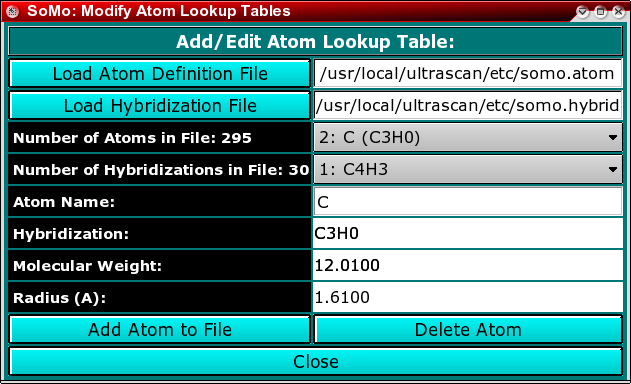 SoMo: Modify Atom Lookup Tables
Add/Edit Atom Lookup Table:
Load Atom Definition File /usr/local/ultrascan/etc/somo.atom
Load Hybridization File /usr/local/ultrascan/etc/somo.hybrid
Number of Atoms in File: 295 2: C (C3H0)
Number of Hybridizations in File: 30 1: C4H3
Atom Name: C
Hybridization: C3H0
Molecular Weight: 12.0100
Radius (A): 1.6100
Add Atom to File Delete Atom
Close